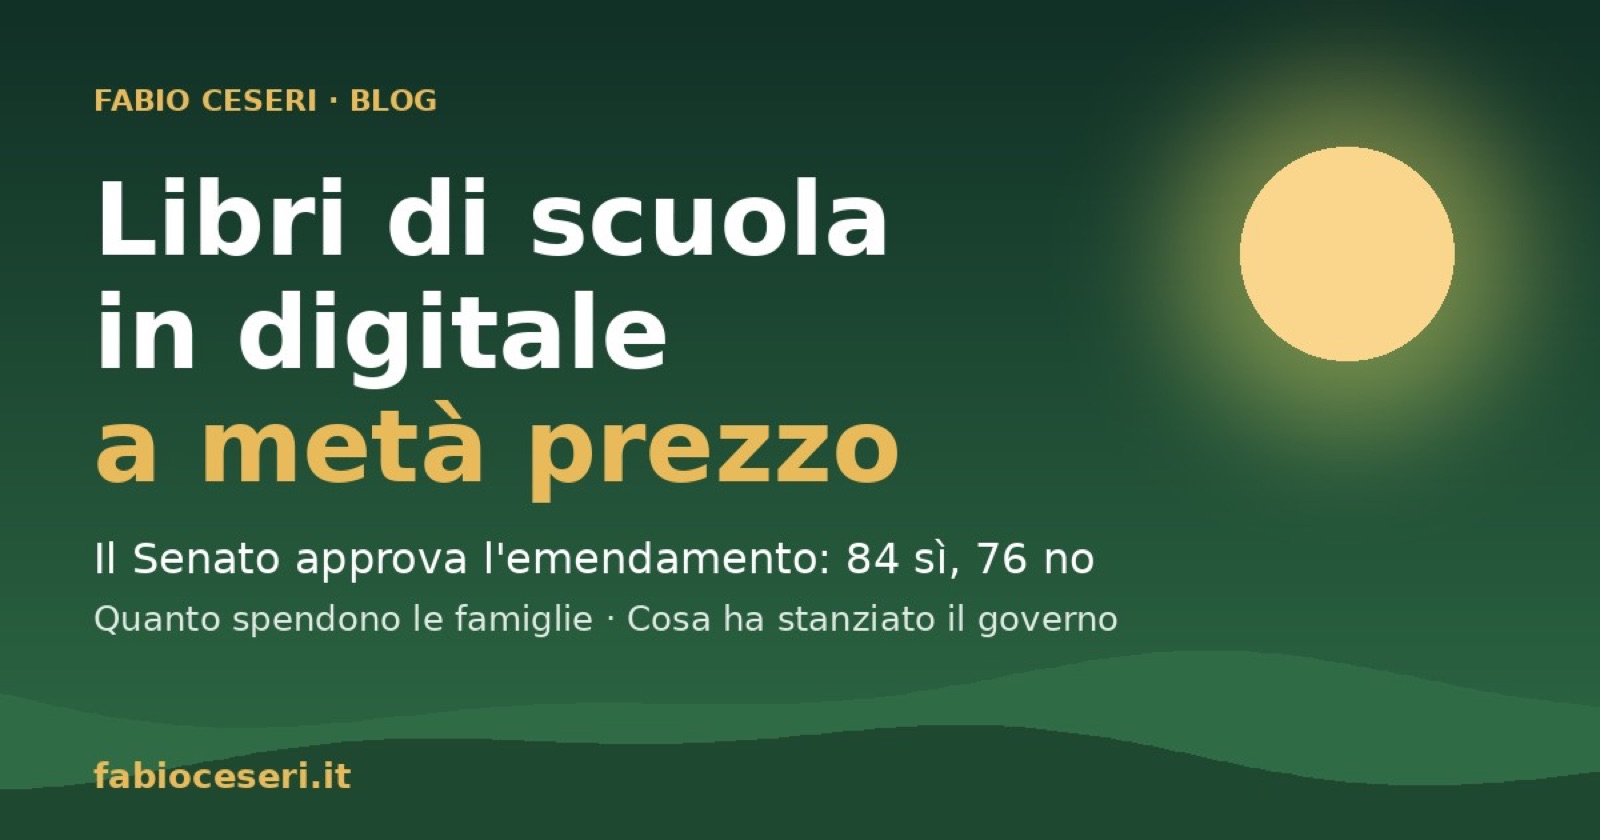 FABIO CESERI · BLOG
Libri di scuola
in digitale
a metà prezzo
Il Senato approva l'emendamento: 84 sì, 76 no
Quanto spendono le famiglie · Cosa ha stanziato il governo
fabioceseri.it